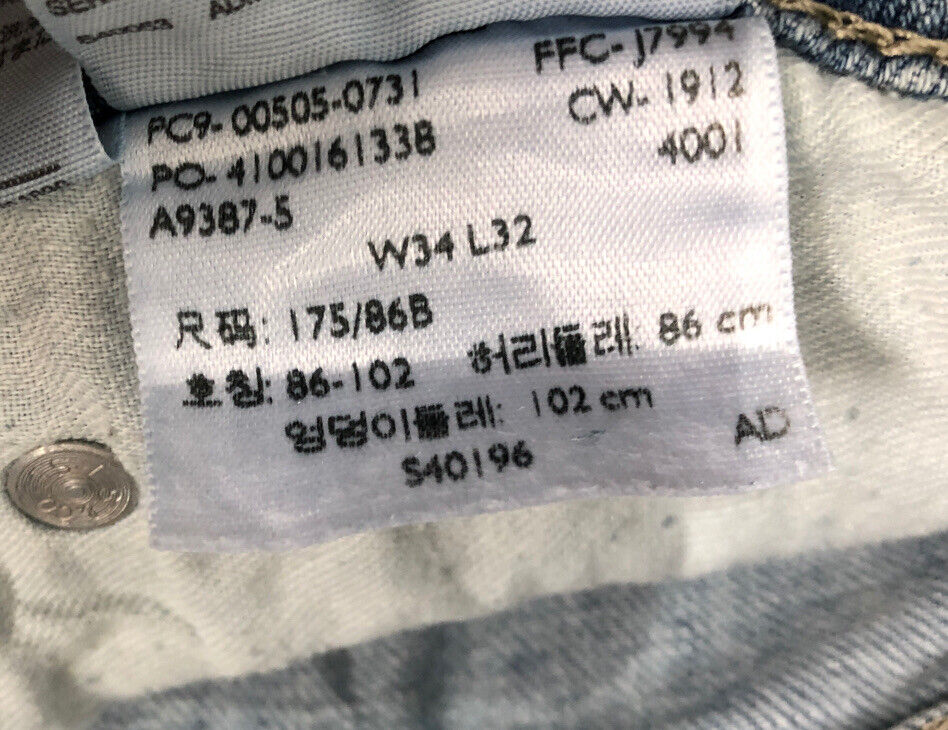 PC9-00505-0731 FFC-J7994
PO-4100161338 CW-1912
A9387-5 4001
W34 L32
尺码: 175/86B
호칭: 86-102 허리둘레: 86 cm
엉덩이둘레: 102 cm
S40196 AD